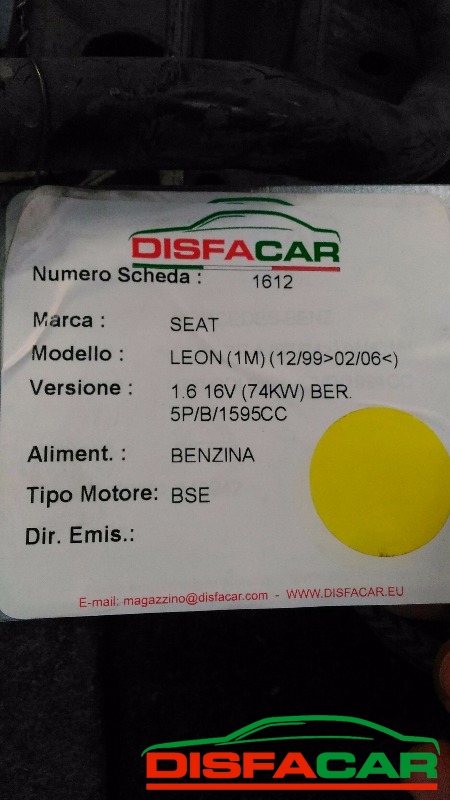 DISFACAR
Numero Scheda : 1612
Marca : SEAT
Modello : LEON (1M) (12/99>02/06<)
Versione : 1.6 16V (74KW) BER.
5P/B/1595CC
Aliment. : BENZINA
Tipo Motore: BSE
Dir. Emis.:
E-mail: magazzino@disfacar.com - WWW.DISFACAR.EU
DISFACAR